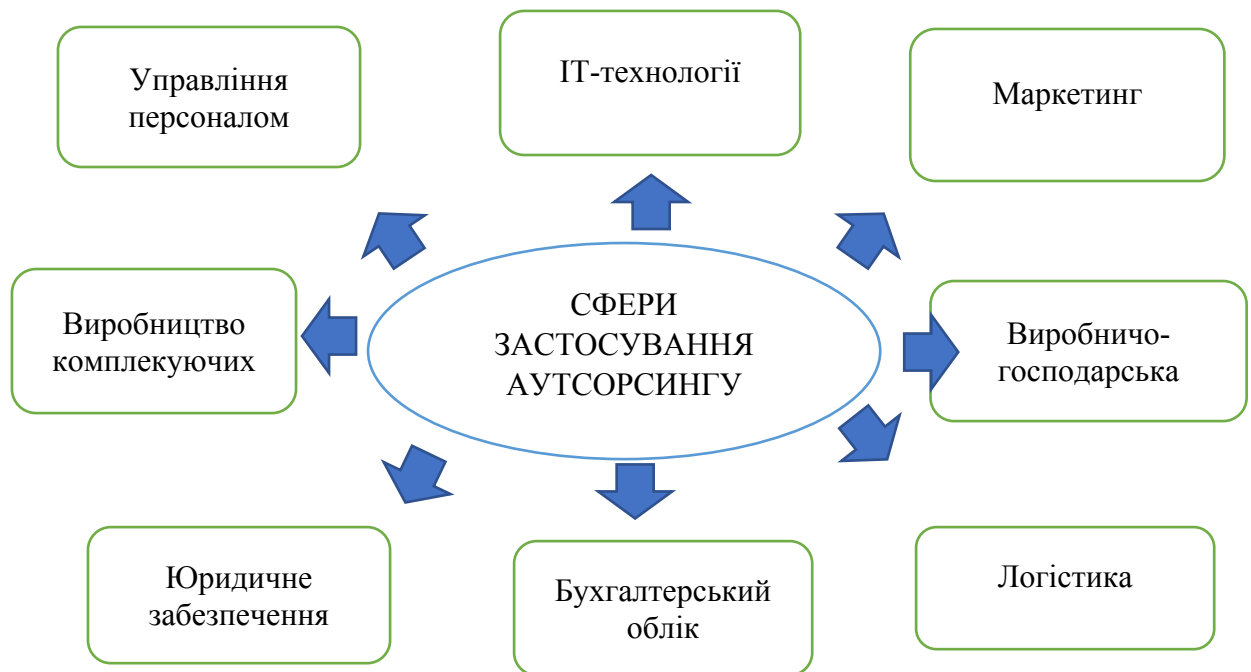 Управління
персоналом
ІТ-технології
Маркетинг
Виробництво
комплекуючих
СФЕРИ
ЗАСТОСУВАННЯ
АУТСОРСИНГУ
Виробничо-
господарська
Юридичне
забезпечення
Бухгалтерський
облік
Логістика